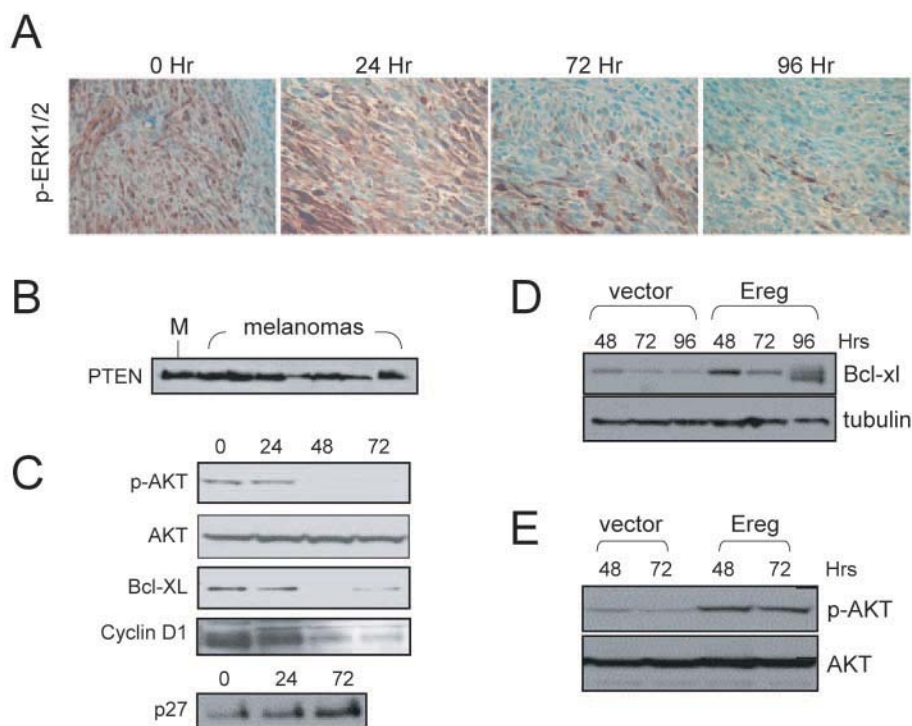 A
0 Hr 24 Hr 72 Hr 96 Hr
p-ERK1/2
B
M melanomas
PTEN
C
0 24 48 72
p-AKT
AKT
Bcl-XL
Cyclin D1
0 24 72
p27
D
vector Ereg
48 72 96 48 72 96 Hrs
Bcl-xl
tubulin
E
vector Ereg
48 72 48 72 Hrs
p-AKT
AKT